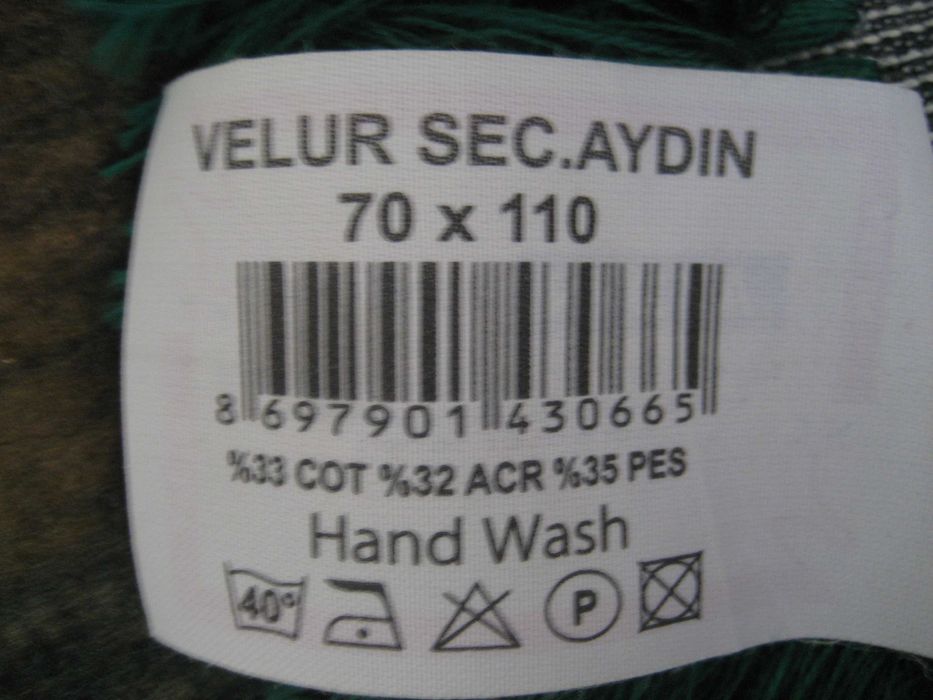 VELUR SEC.AYDIN
70 x 110
8 697901 430665
%33 COT %32 ACR %35 PES
Hand Wash
40° P